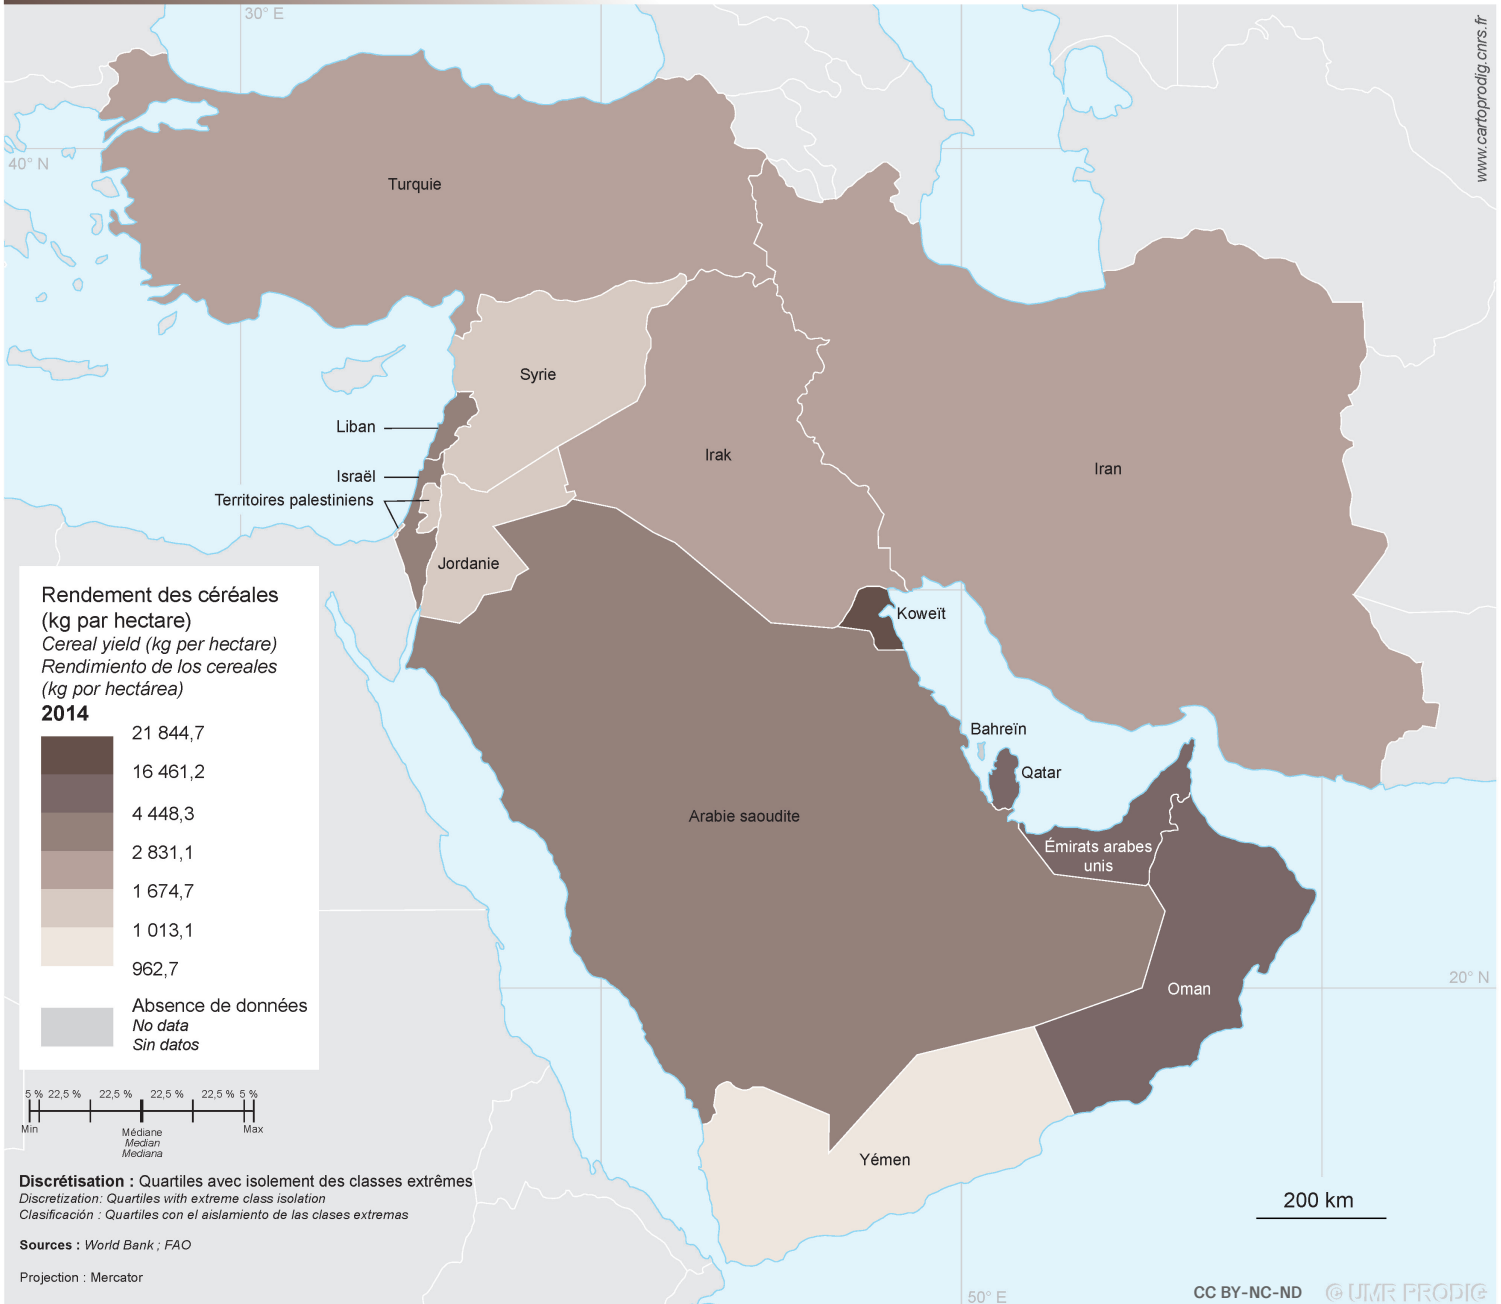 30° E
www.cartoprodig.cnrs.fr
40° N
Turquie
Syrie
Liban
Irak
Iran
Israël
Territoires palestiniens
Jordanie
Koweït
Bahreïn
Qatar
Arabie saoudite
Émirats arabes
unis
Oman
20° N
Yémen
Rendement des céréales
(kg par hectare)
Cereal yield (kg per hectare)
Rendimiento de los cereales
(kg por hectárea)
2014
21 844,7
16 461,2
4 448,3
2 831,1
1 674,7
1 013,1
962,7
Absence de données
No data
Sin datos
5 % 22,5 % 22,5 % 22,5 % 22,5 % 5 %
Min Médiane Max
Median
Mediana
Discrétisation : Quartiles avec isolement des classes extrêmes
Discretization: Quartiles with extreme class isolation
Clasificación : Quartiles con el aislamiento de las clases extremas
Sources : World Bank ; FAO
Projection : Mercator
200 km
50° E
CC BY-NC-ND
© UMR PRODIG